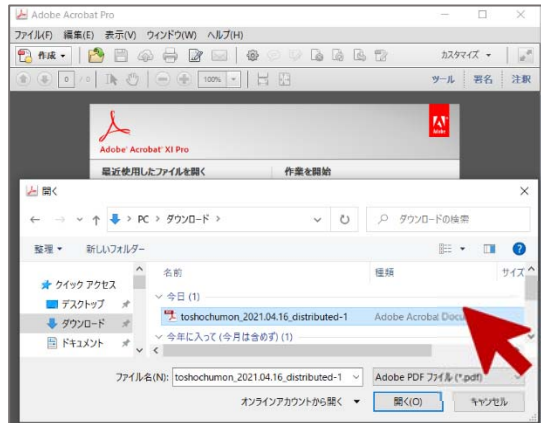 Adobe Acrobat Pro
ファイル(F) 編集(E) 表示(V) ウィンドウ(W) ヘルプ(H)
作成 カスタマイズ
0 / 0 100% ツール 署名 注釈
Adobe® Acrobat® XI Pro Adobe
最近使用したファイルを開く 作業を開始
開く
PC > ダウンロード > ダウンロードの検索
整理 新しいフォルダー
名前 種類 サイズ
クイック アクセス
今日 (1)
デスクトップ
toshochumon_2021.04.16_distributed-1 Adobe Acrobat Docu
ダウンロード
今年に入って (今月は含めず) (1)
ドキュメント
ファイル名(N): toshochumon_2021.04.16_distributed-1 Adobe PDF ファイル (*.pdf)
オンラインアカウントから開く 開く(O) キャンセル